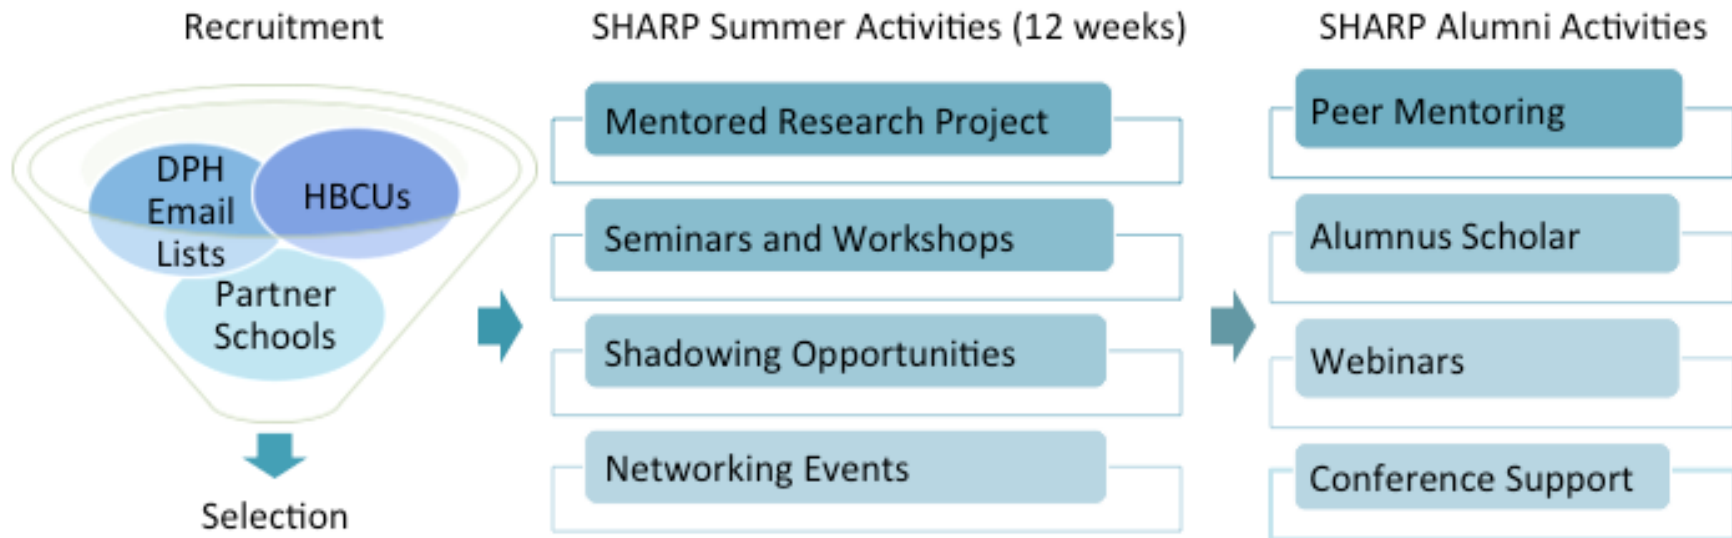 Recruitment
DPH
Email
Lists
HBCUs
Partner
Schools
Selection
SHARP Summer Activities (12 weeks)
Mentored Research Project
Seminars and Workshops
Shadowing Opportunities
Networking Events
SHARP Alumni Activities
Peer Mentoring
Alumnus Scholar
Webinars
Conference Support